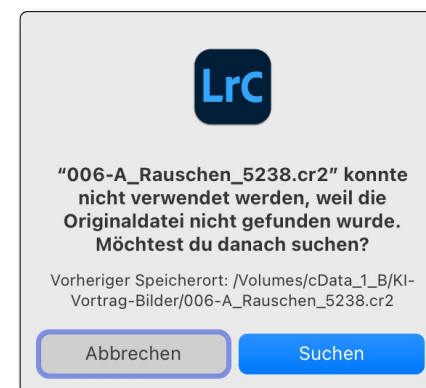 LrC
“006-A_Rauschen_5238.cr2” konnte
nicht verwendet werden, weil die
Originaldatei nicht gefunden wurde.
Möchtest du danach suchen?
Vorheriger Speicherort: /Volumes/cData_1_B/KI-
Vortrag-Bilder/006-A_Rauschen_5238.cr2
Abbrechen
Suchen